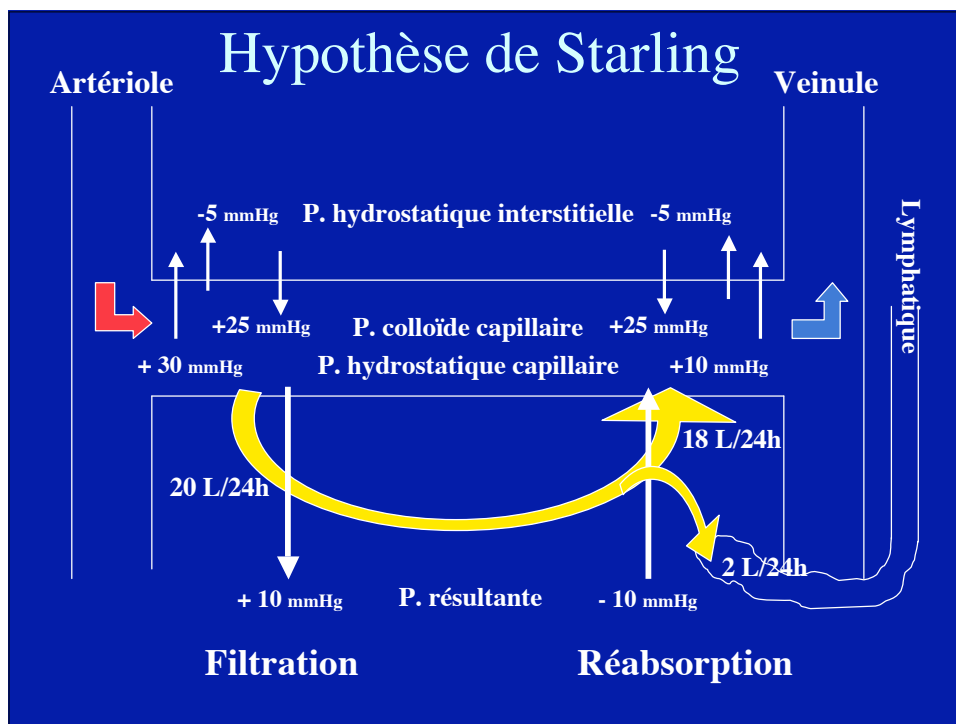 Hypothèse de Starling
Artériole
Veinule
-5 mmHg P. hydrostatique interstitielle -5 mmHg
Lymphatique
+25 mmHg P. colloïde capillaire +25 mmHg
+ 30 mmHg P. hydrostatique capillaire +10 mmHg
18 L/24h
20 L/24h
2 L/24h
+ 10 mmHg P. résultante - 10 mmHg
Filtration Réabsorption